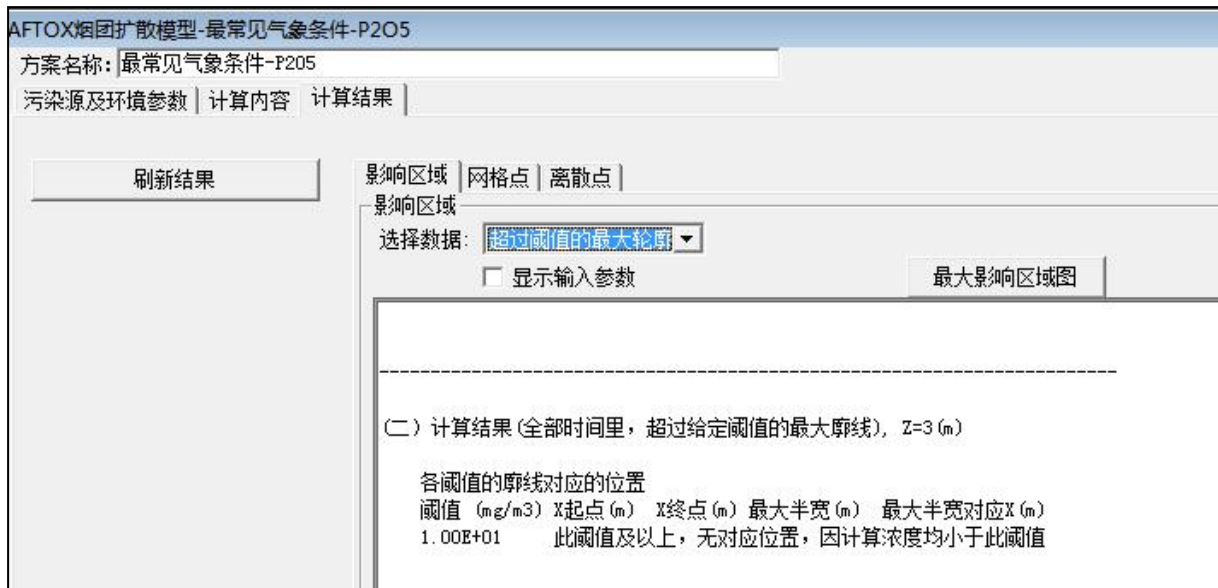 AFTOX烟团扩散模型-最常见气象条件-P2O5
方案名称: 最常见气象条件-P2O5
污染源及环境参数 计算内容 计算结果
刷新结果
影响区域 网格点 离散点
影响区域
选择数据: 超过阈值的最大轮廓
显示输入参数
最大影响区域图
--------------------------------------------------------------------------
(二) 计算结果(全部时间里，超过给定阈值的最大廓线), Z=3(m)
各阈值的廓线对应的位置
阈值 (mg/m3) X起点(m) X终点(m) 最大半宽(m) 最大半宽对应X(m)
1.00E+01 此阈值及以上，无对应位置，因计算浓度均小于此阈值